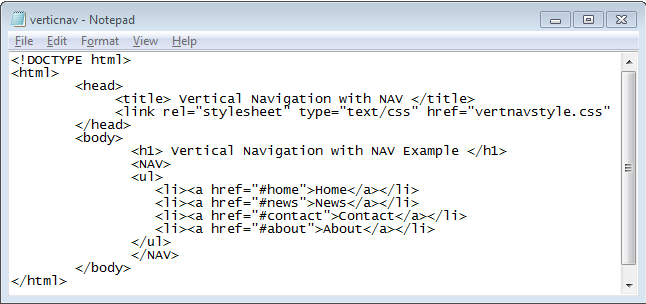 verticnav - Notepad
File Edit Format View Help
<!DOCTYPE html>
<html>
<head>
<title> Vertical Navigation with NAV </title>
<link rel="stylesheet" type="text/css" href="vertnavstyle.css"
</head>
<body>
<h1> Vertical Navigation with NAV Example </h1>
<NAV>
<ul>
<li><a href="#home">Home</a></li>
<li><a href="#news">News</a></li>
<li><a href="#contact">Contact</a></li>
<li><a href="#about">About</a></li>
</ul>
</NAV>
</body>
</html>